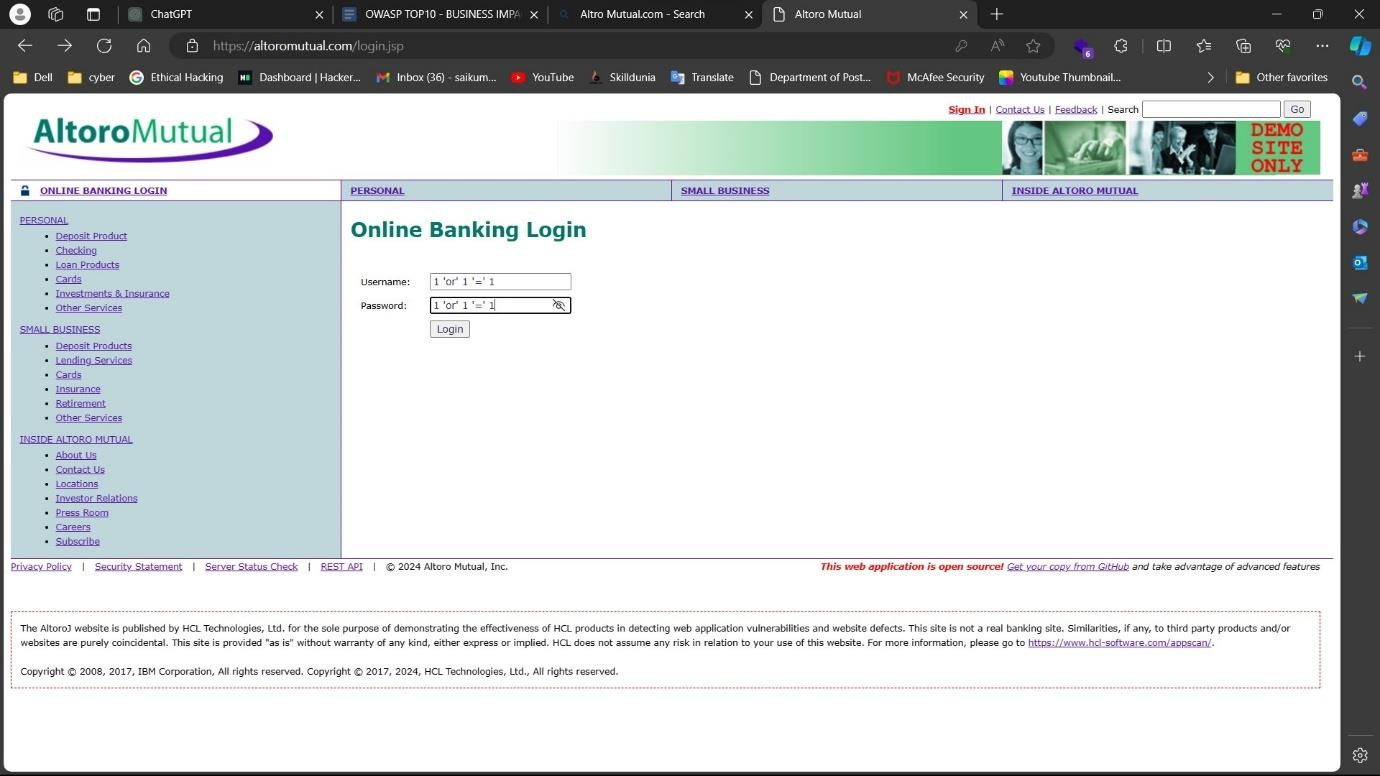 ChatGPT
OWASP TOP10 - BUSINESS IMPA
Altro Mutual.com - Search
Altoro Mutual
https://altoromutual.com/login.jsp
6
Dell
cyber
Ethical Hacking
Dashboard | Hacker...
Inbox (36) - saikum...
YouTube
Skilldunia
Translate
Department of Post...
McAfee Security
Youtube Thumbnail...
Other favorites
Sign In | Contact Us | Feedback | Search
Go
AltoroMutual
DEMO
SITE
ONLY
ONLINE BANKING LOGIN
PERSONAL
SMALL BUSINESS
INSIDE ALTORO MUTUAL
PERSONAL
Deposit Product
Checking
Loan Products
Cards
Investments & Insurance
Other Services
SMALL BUSINESS
Deposit Products
Lending Services
Cards
Insurance
Retirement
Other Services
INSIDE ALTORO MUTUAL
About Us
Contact Us
Locations
Investor Relations
Press Room
Careers
Subscribe
Online Banking Login
Username: 1 'or' 1 '=' 1
Password: 1 'or' 1 '=' 1
Login
Privacy Policy | Security Statement | Server Status Check | REST API | © 2024 Altoro Mutual, Inc.
This web application is open source! Get your copy from GitHub and take advantage of advanced features
The AltoroJ website is published by HCL Technologies, Ltd. for the sole purpose of demonstrating the effectiveness of HCL products in detecting web application vulnerabilities and website defects. This site is not a real banking site. Similarities, if any, to third party products and/or
websites are purely coincidental. This site is provided "as is" without warranty of any kind, either express or implied. HCL does not assume any risk in relation to your use of this website. For more information, please go to https://www.hcl-software.com/appscan/.
Copyright © 2008, 2017, IBM Corporation, All rights reserved. Copyright © 2017, 2024, HCL Technologies, Ltd., All rights reserved.